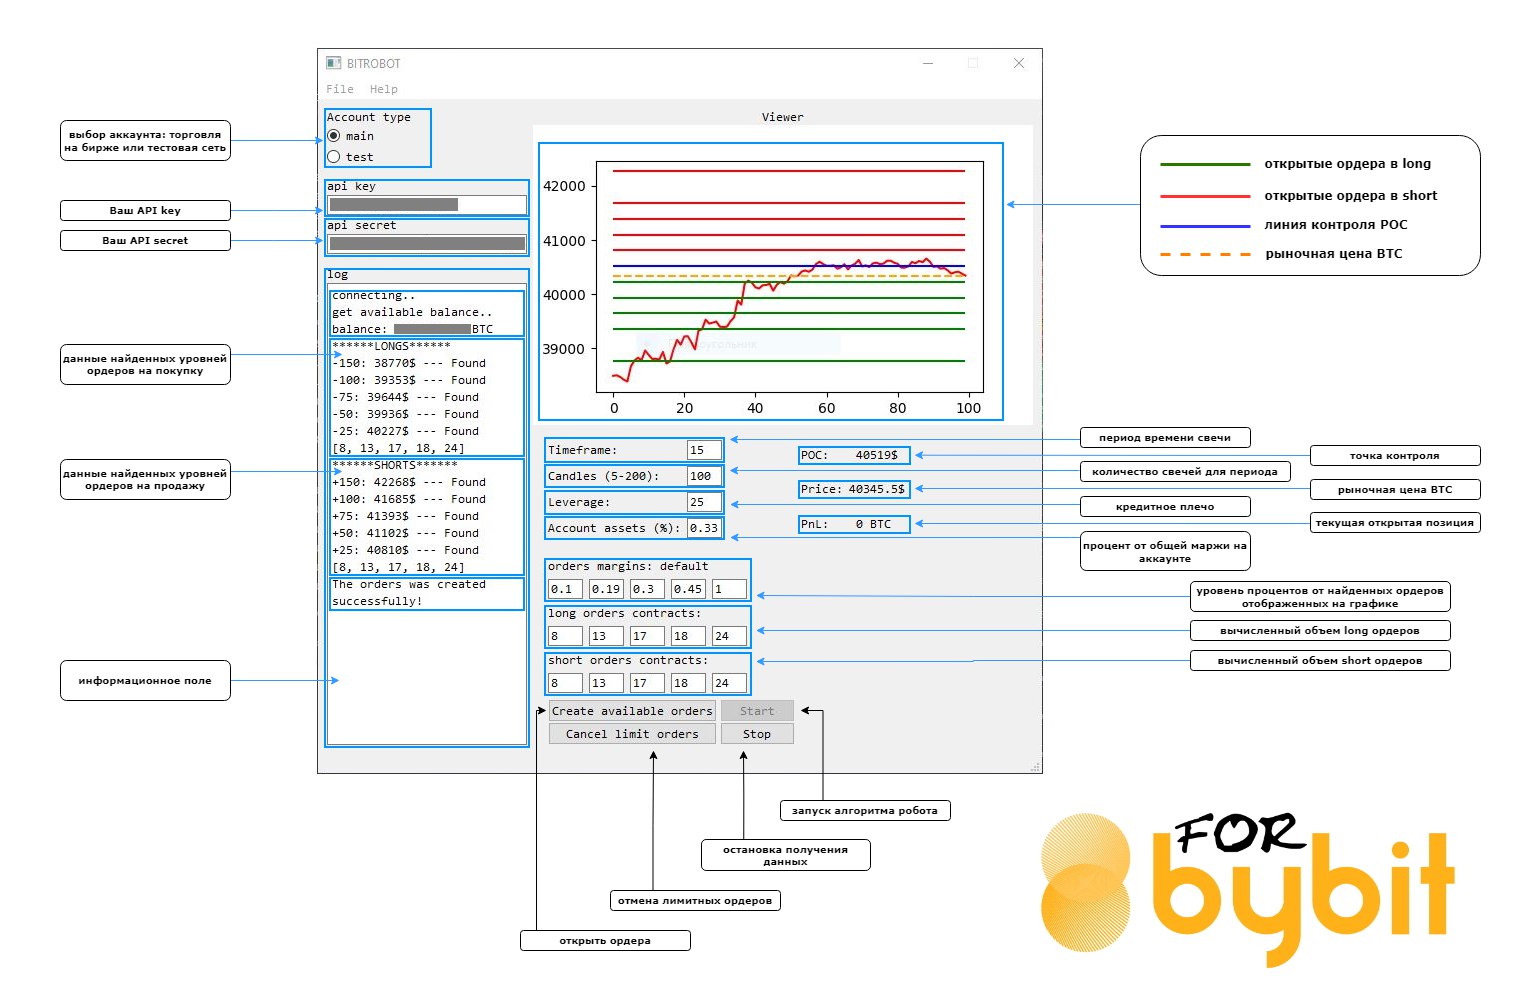 BITROBOT
File Help
Account type
main
test
api key
api secret
log
connecting..
get available balance..
balance: BTC
******LONGS******
-150: 38770$ --- Found
-100: 39353$ --- Found
-75: 39644$ --- Found
-50: 39936$ --- Found
-25: 40227$ --- Found
[8, 13, 17, 18, 24]
******SHORTS******
+150: 42268$ --- Found
+100: 41685$ --- Found
+75: 41393$ --- Found
+50: 41102$ --- Found
+25: 40810$ --- Found
[8, 13, 17, 18, 24]
The orders was created
successfully!
Viewer
42000
41000
40000
39000
0 20 40 60 80 100
Timeframe: 15
Candles (5-200): 100
Leverage: 25
Account assets (%): 0.33
POC: 40519$
Price: 40345.5$
PnL: 0 BTC
orders margins: default
0.1 0.19 0.3 0.45 1
long orders contracts:
8 13 17 18 24
short orders contracts:
8 13 17 18 24
Create available orders Start
Cancel limit orders Stop
выбор аккаунта: торговля
на бирже или тестовая сеть
Ваш API key
Ваш API secret
данные найденных уровней
ордеров на покупку
данные найденных уровней
ордеров на продажу
информационное поле
открытые ордера в long
открытые ордера в short
линия контроля POC
рыночная цена BTC
период времени свечи
точка контроля
количество свечей для периода
рыночная цена BTC
кредитное плечо
текущая открытая позиция
процент от общей маржи на
аккаунте
уровень процентов от найденных ордеров
отображенных на графике
вычисленный объем long ордеров
вычисленный объем short ордеров
запуск алгоритма робота
остановка получения
данных
отмена лимитных ордеров
открыть ордера
FOR
bybit